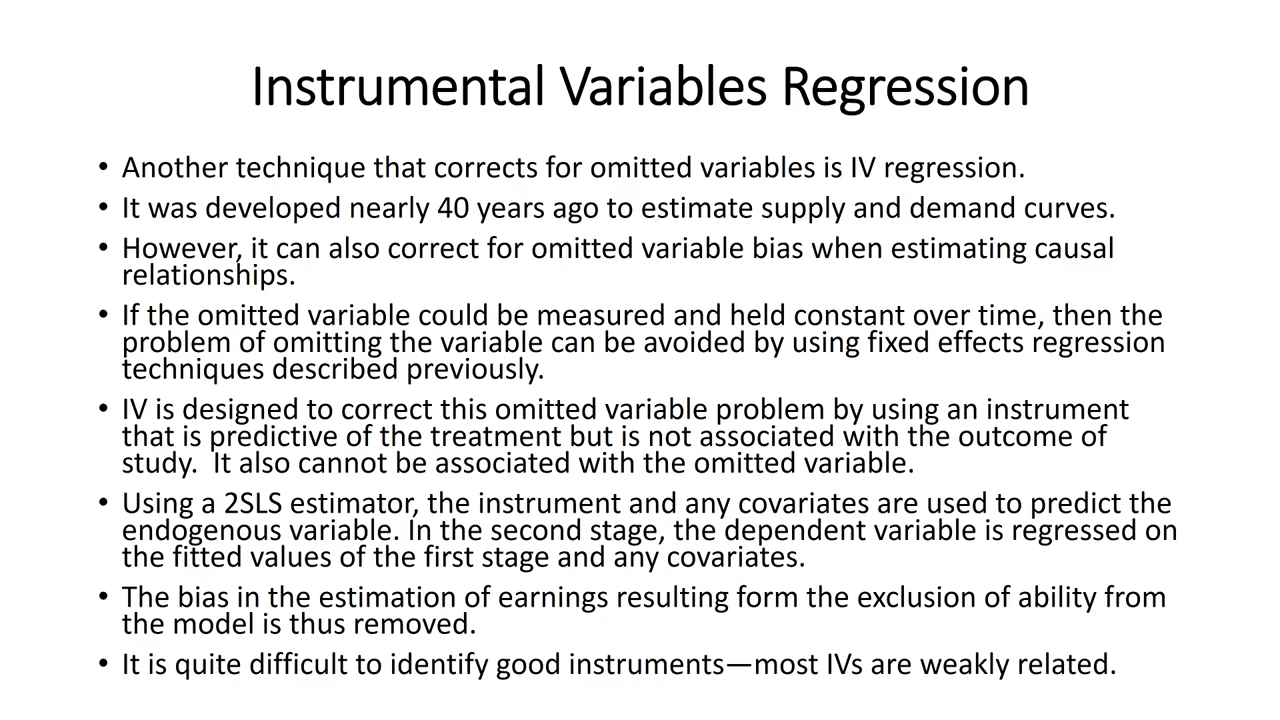 Instrumental Variables Regression
• Another technique that corrects for omitted variables is IV regression.
• It was developed nearly 40 years ago to estimate supply and demand curves.
• However, it can also correct for omitted variable bias when estimating causal
relationships.
• If the omitted variable could be measured and held constant over time, then the
problem of omitting the variable can be avoided by using fixed effects regression
techniques described previously.
• IV is designed to correct this omitted variable problem by using an instrument
that is predictive of the treatment but is not associated with the outcome of
study.  It also cannot be associated with the omitted variable.
• Using a 2SLS estimator, the instrument and any covariates are used to predict the
endogenous variable. In the second stage, the dependent variable is regressed on
the fitted values of the first stage and any covariates.
• The bias in the estimation of earnings resulting form the exclusion of ability from
the model is thus removed.
• It is quite difficult to identify good instruments—most IVs are weakly related.